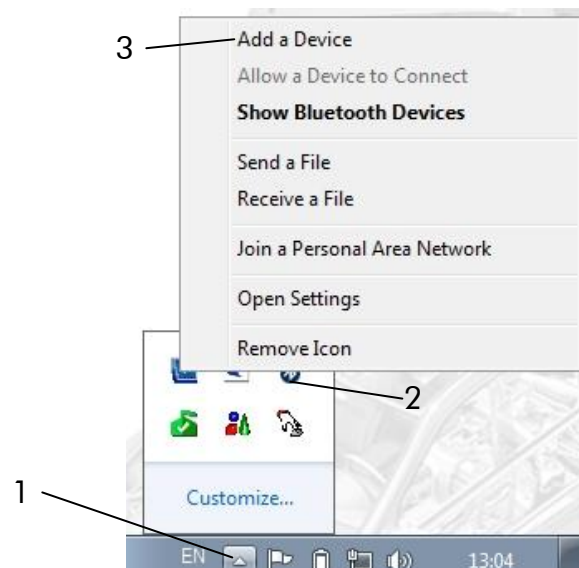 3
Add a Device
Allow a Device to Connect
Show Bluetooth Devices
Send a File
Receive a File
Join a Personal Area Network
Open Settings
Remove Icon
2
Customize...
1
EN 13:04